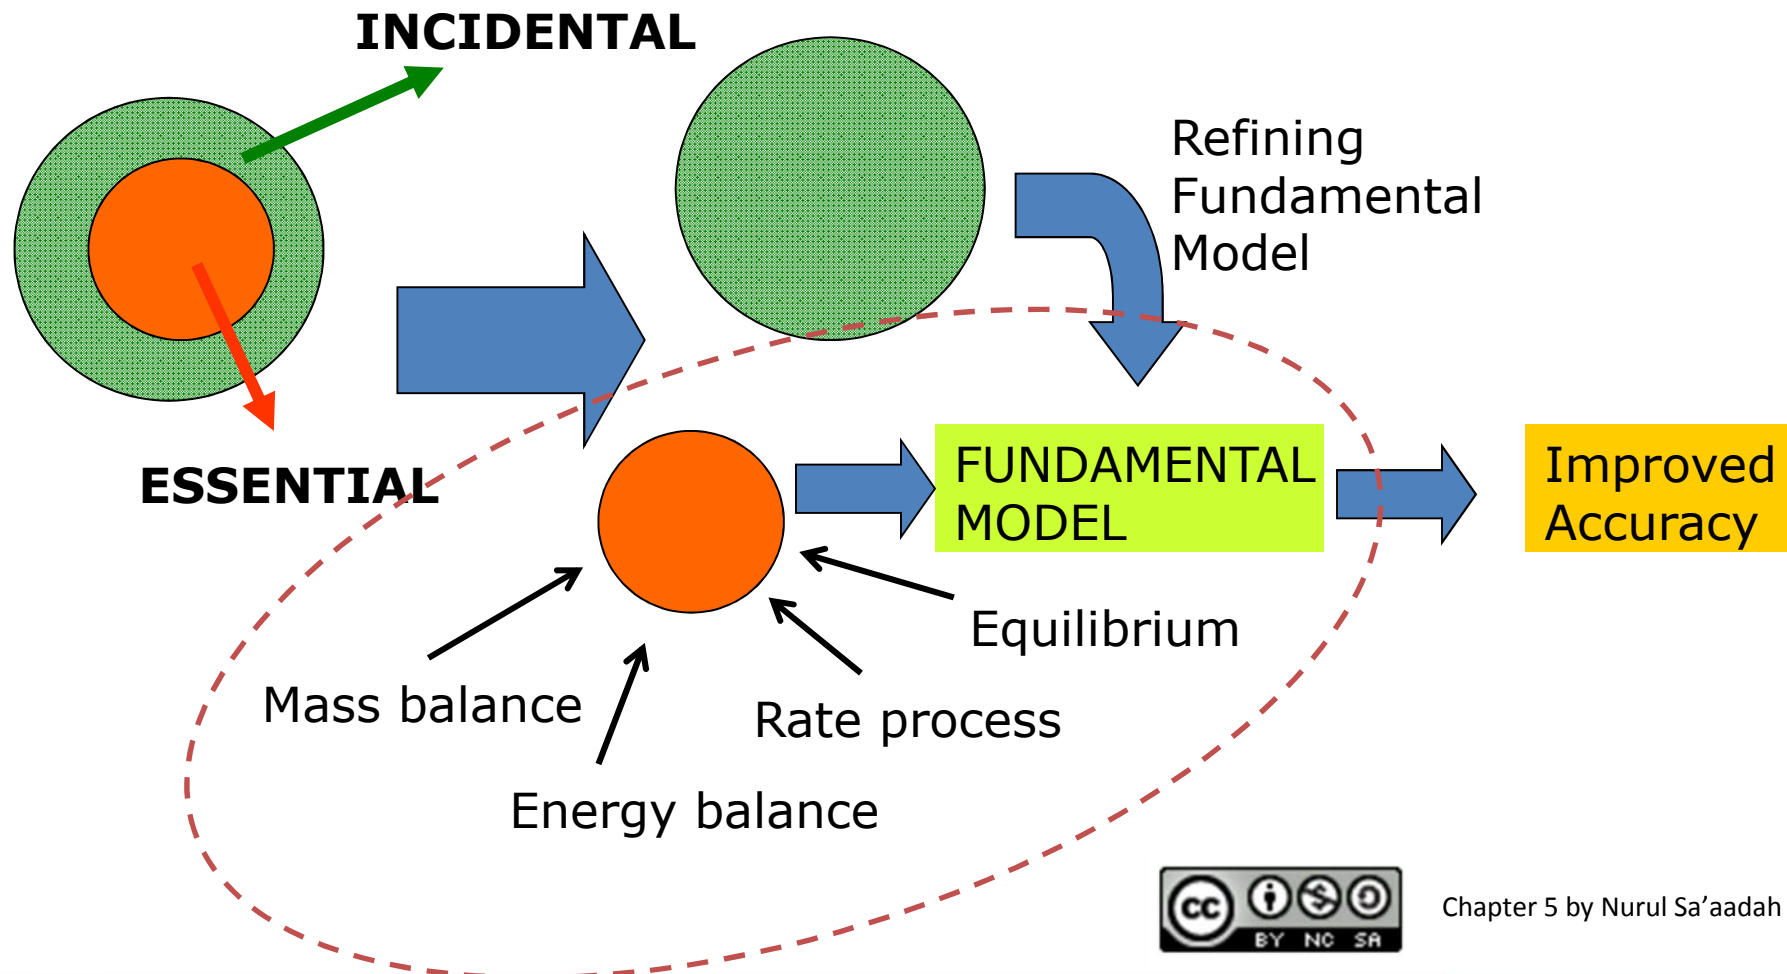 INCIDENTAL
Refining
Fundamental
Model
ESSENTIAL
FUNDAMENTAL
MODEL
Improved
Accuracy
Equilibrium
Mass balance
Rate process
Energy balance
cc
BY NC SA
Chapter 5 by Nurul Sa’aadah